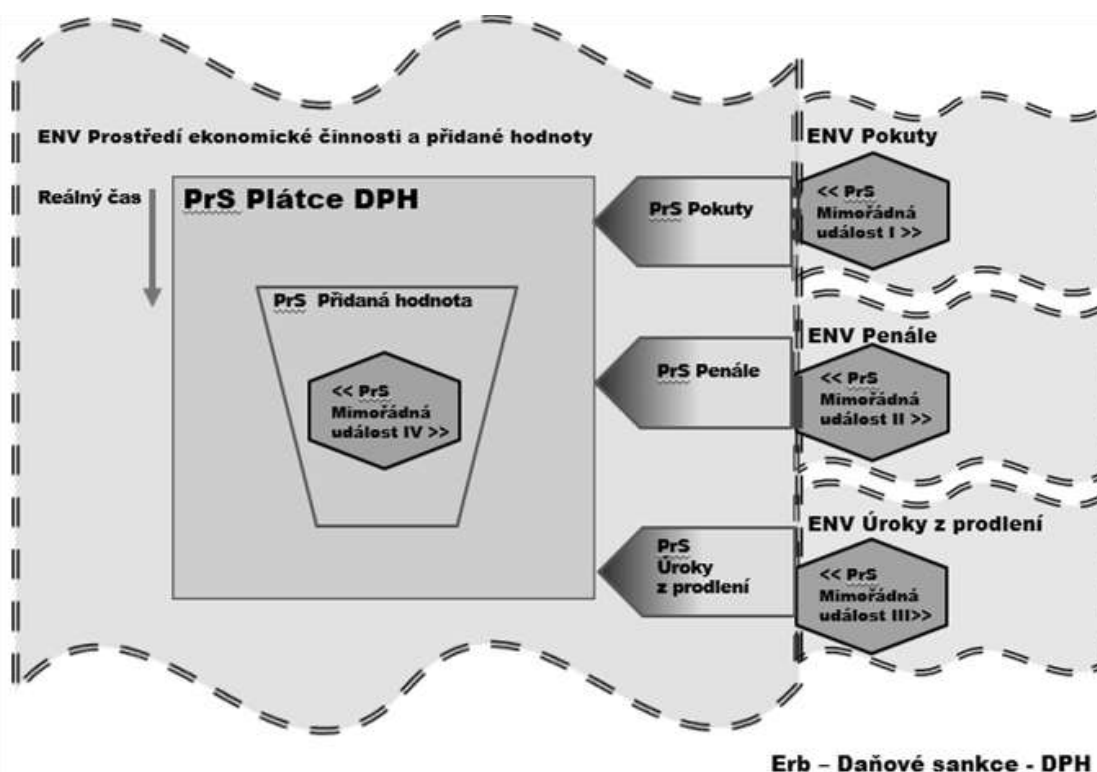 ENV Prostředí ekonomické činnosti a přidané hodnoty
Reálný čas
PrS Plátce DPH
PrS Přidaná hodnota
<< PrS
Mimořádná
událost IV >>
PrS Pokuty
PrS Penále
PrS
Úroky
z prodlení
ENV Pokuty
<< PrS
Mimořádná
událost I >>
ENV Penále
<< PrS
Mimořádná
událost II >>
ENV Úroky z prodlení
<< PrS
Mimořádná
událost III>>
Erb – Daňové sankce - DPH